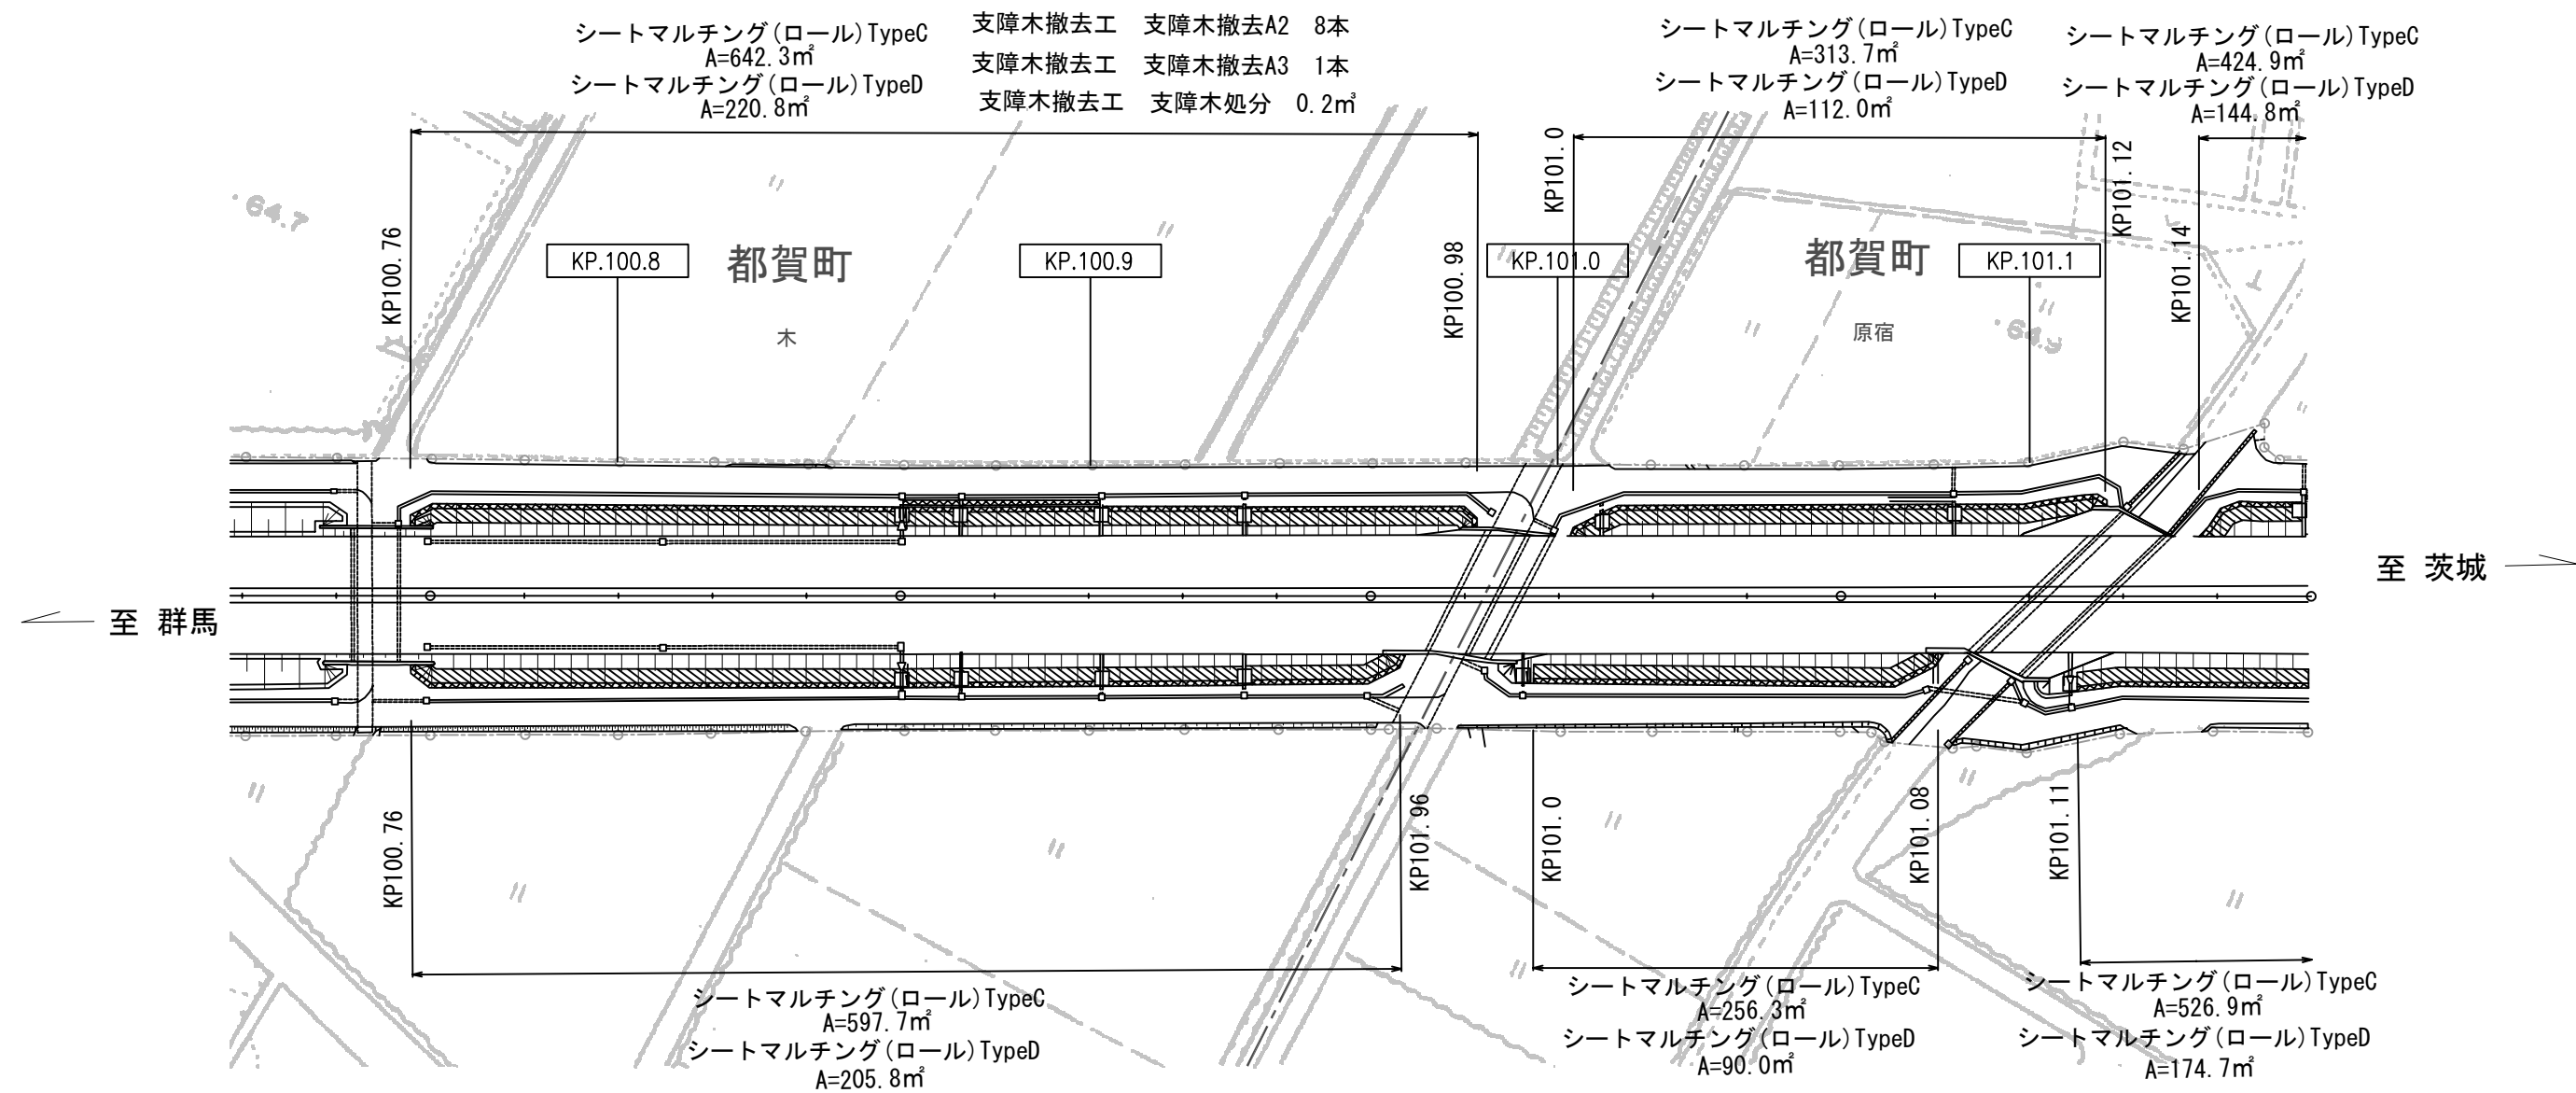 シートマルチング(ロール)TypeC
A=642.3㎡
シートマルチング(ロール)TypeD
A=220.8㎡
支障木撤去工　支障木撤去A2　8本
支障木撤去工　支障木撤去A3　1本
支障木撤去工　支障木処分　0.2㎥
シートマルチング(ロール)TypeC
A=313.7㎡
シートマルチング(ロール)TypeD
A=112.0㎡
シートマルチング(ロール)TypeC
A=424.9㎡
シートマルチング(ロール)TypeD
A=144.8㎡
KP100.76
KP100.98
KP101.0
KP101.12
KP101.14
64.7
KP.100.8
都賀町
木
KP.100.9
KP.101.0
都賀町
原宿
KP.101.1
64.9
至 群馬
至 茨城
KP100.76
KP101.96
KP101.0
KP101.08
KP101.11
シートマルチング(ロール)TypeC
A=597.7㎡
シートマルチング(ロール)TypeD
A=205.8㎡
シートマルチング(ロール)TypeC
A=256.3㎡
シートマルチング(ロール)TypeD
A=90.0㎡
シートマルチング(ロール)TypeC
A=526.9㎡
シートマルチング(ロール)TypeD
A=174.7㎡